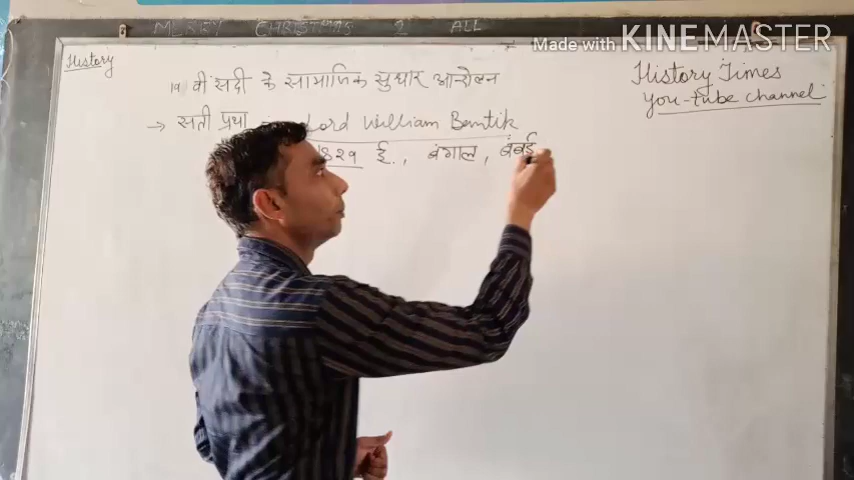 MERRY CHRISTMAS 2 ALL
Made with KINEMASTER
History
19 वीं सदी के सामाजिक सुधार आन्दोलन
History Times
You-tube channel
→ सती प्रथा Lord William Bentik
1829 ई., बंगाल, बंबई